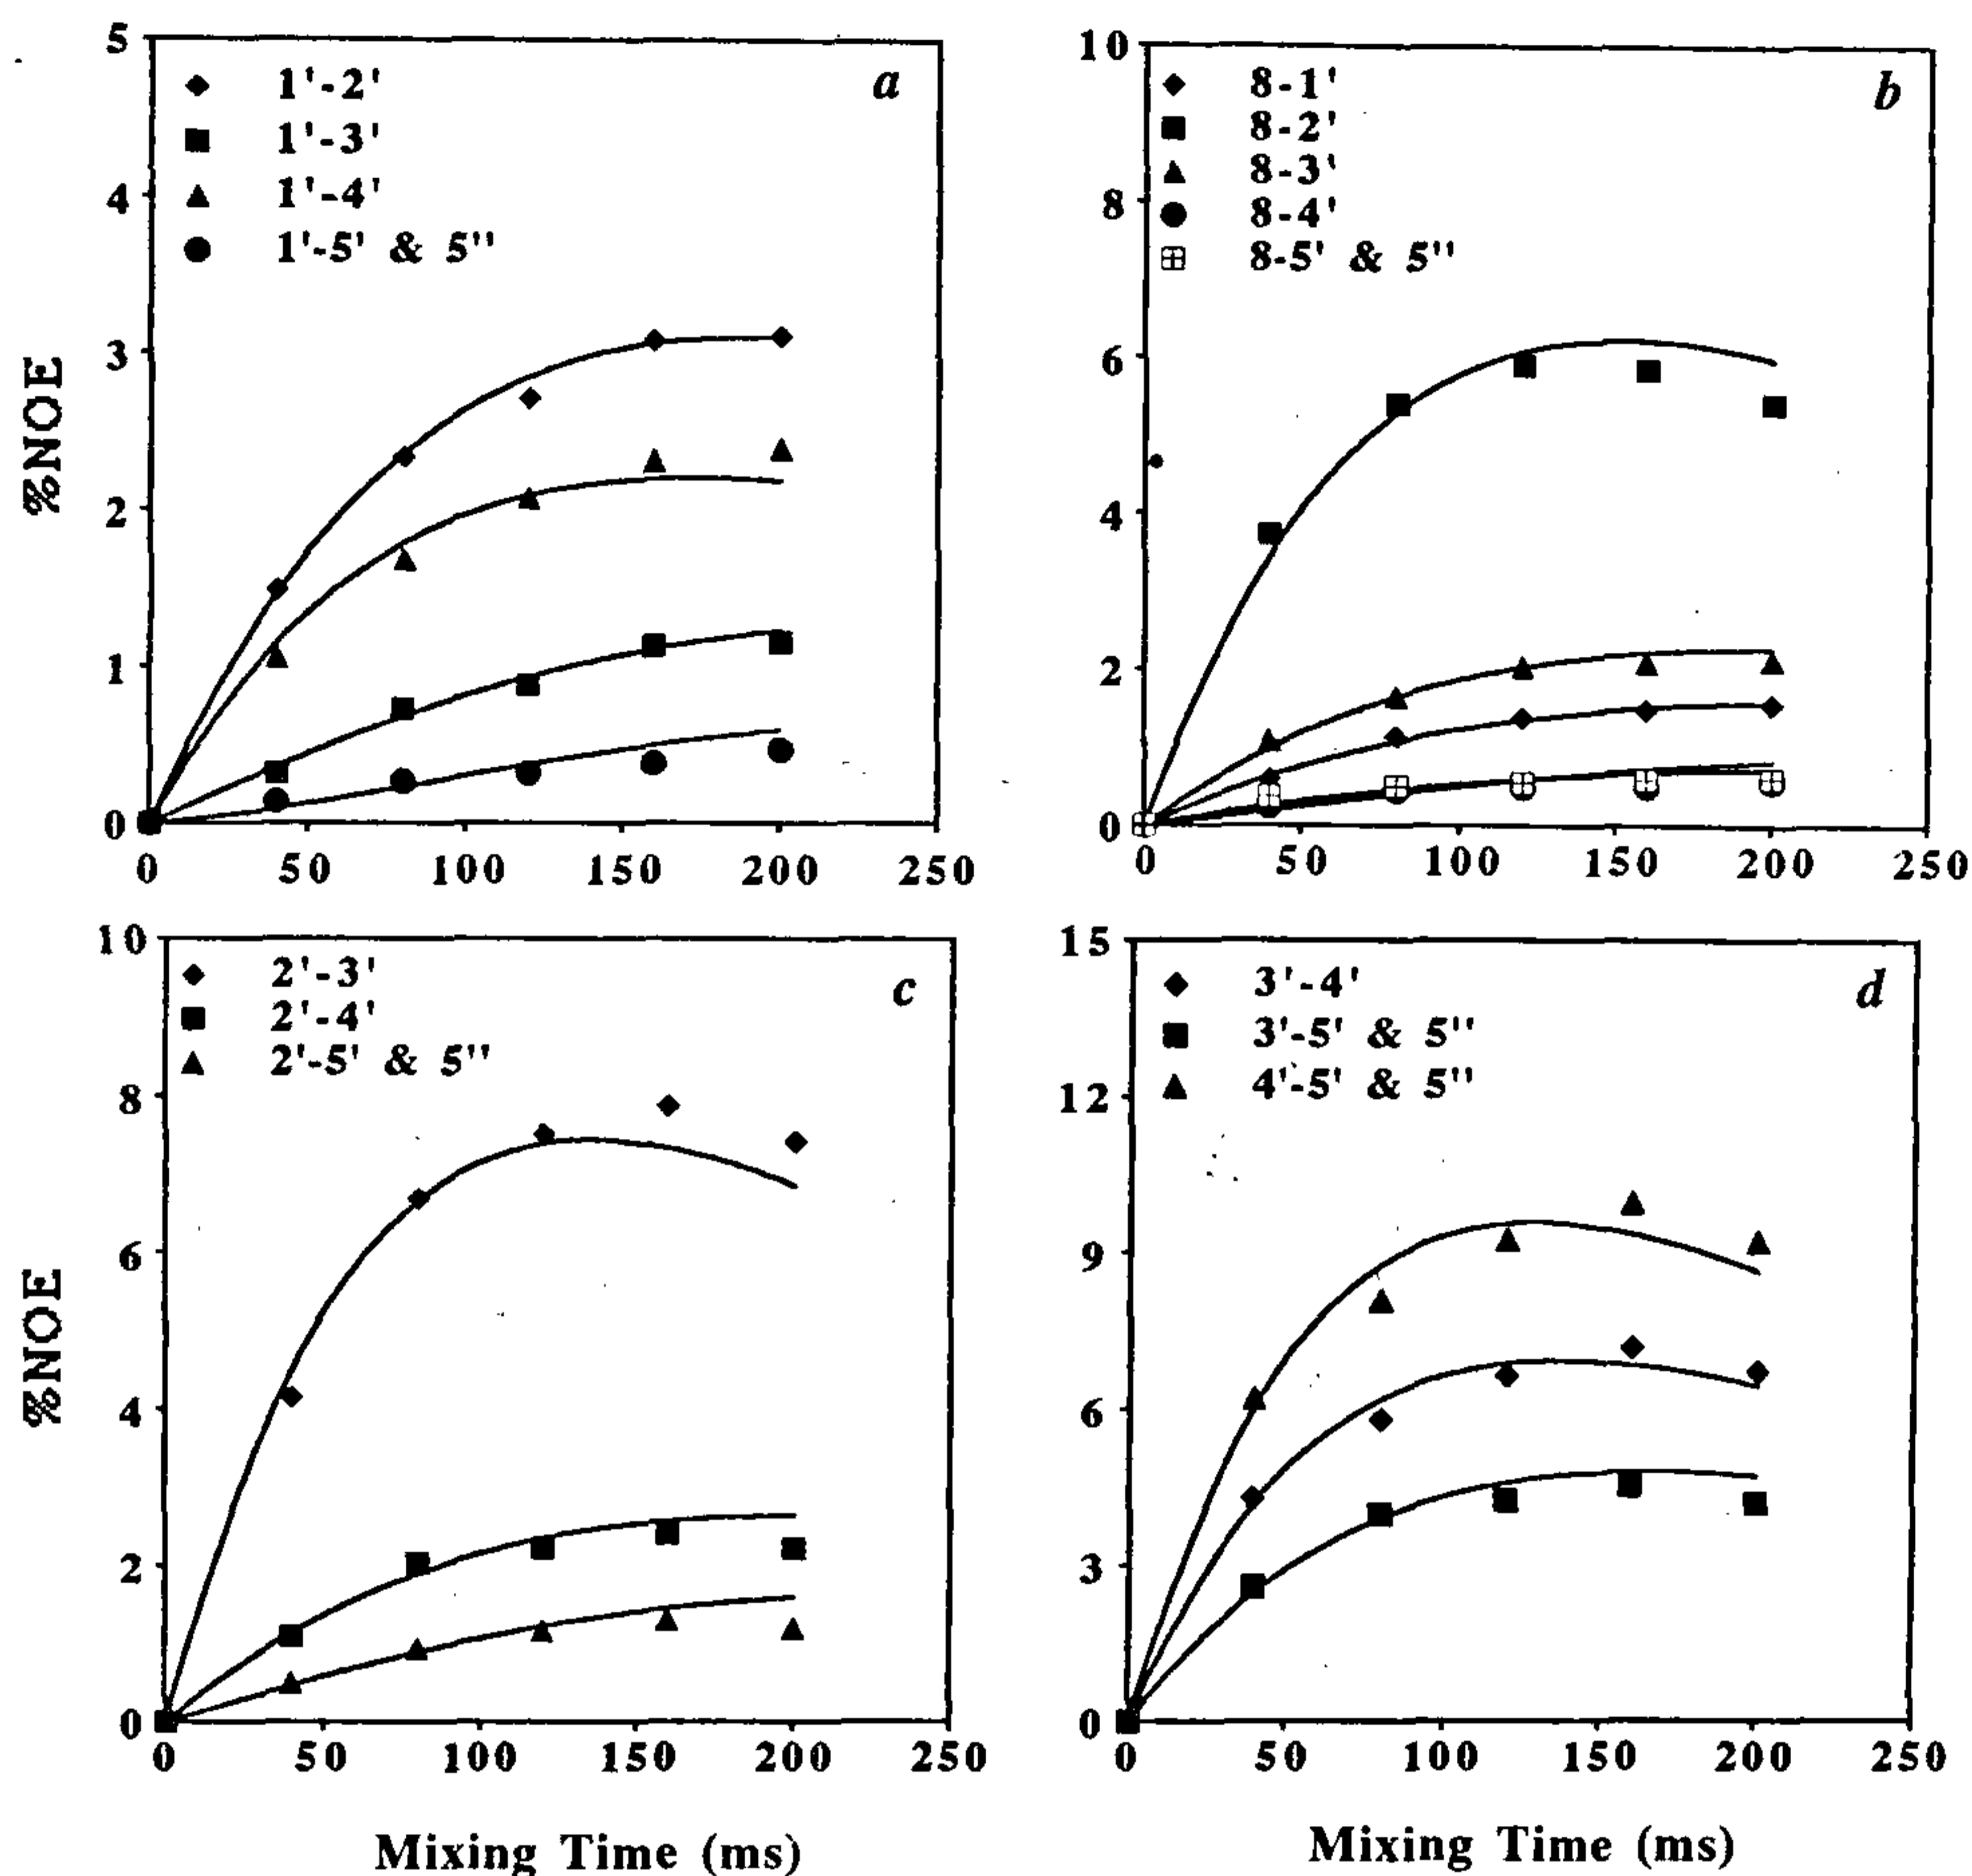 a
1'-2'
1'-3'
1'-4'
1'-5' & 5''
5
4
3
2
1
0
0 50 100 150 200 250
%NOE
b
8-1'
8-2'
8-3'
8-4'
8-5' & 5''
10
8
6
4
2
0
0 50 100 150 200 250
c
2'-3'
2'-4'
2'-5' & 5''
10
8
6
4
2
0
0 50 100 150 200 250
%NOE
Mixing Time (ms)
d
3'-4'
3'-5' & 5''
4'-5' & 5''
15
12
9
6
3
0
0 50 100 150 200 250
Mixing Time (ms)